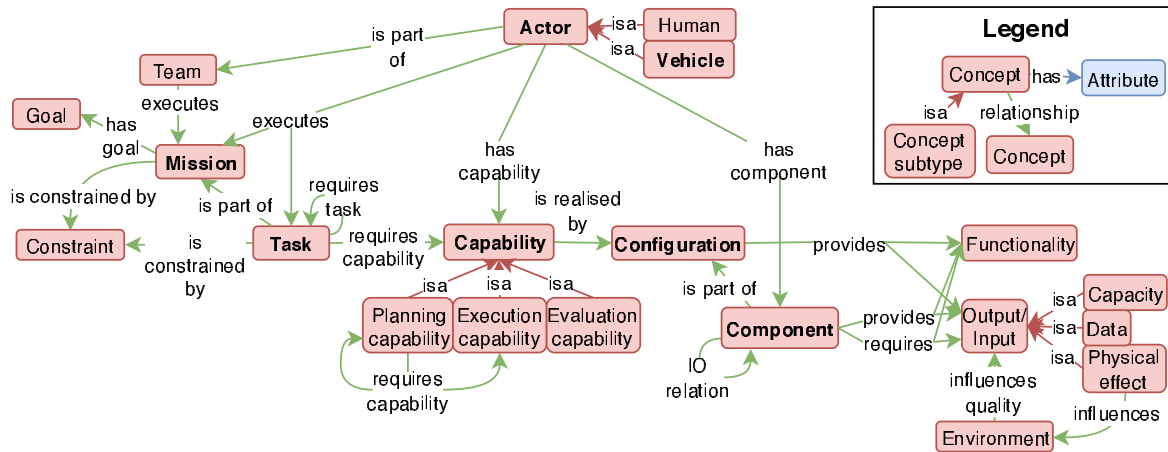 Actor
isa
Human
isa
Vehicle
is part
of
Team
executes
Goal
has
goal
Mission
executes
is constrained by
is part of
requires
task
Constraint
is
constrained
by
Task
requires
capability
has
capability
Capability
is realised
by
has
component
Configuration
provides
Functionality
isa
isa
isa
Planning
capability
Execution
capability
Evaluation
capability
requires
capability
is part of
Component
IO
relation
provides
requires
Output/
Input
isa
Capacity
isa
Data
isa
Physical
effect
influences
quality
influences
Environment
Legend
Concept
has
Attribute
isa
relationship
Concept
subtype
Concept